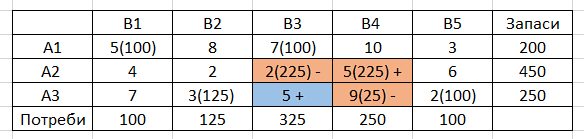 B1 B2 B3 B4 B5 Запаси
A1 5(100) 8 7(100) 10 3 200
A2 4 2 2(225) - 5(225) + 6 450
A3 7 3(125) 5 + 9(25) - 2(100) 250
Потреби 100 125 325 250 100